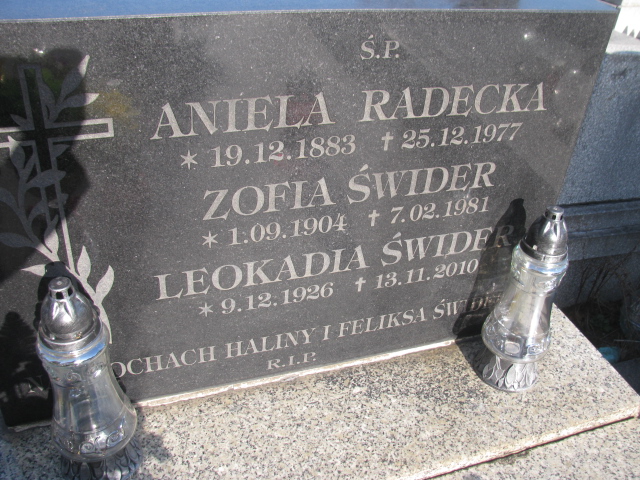 Ś.P.
ANIELA RADECKA
* 19.12.1883 ✝ 25.12.1977
ZOFIA ŚWIDER
* 1.09.1904 ✝ 7.02.1981
LEOKADIA ŚWIDER
* 9.12.1926 ✝ 13.11.2010
HALINY I FELIKSA
R.I.P.